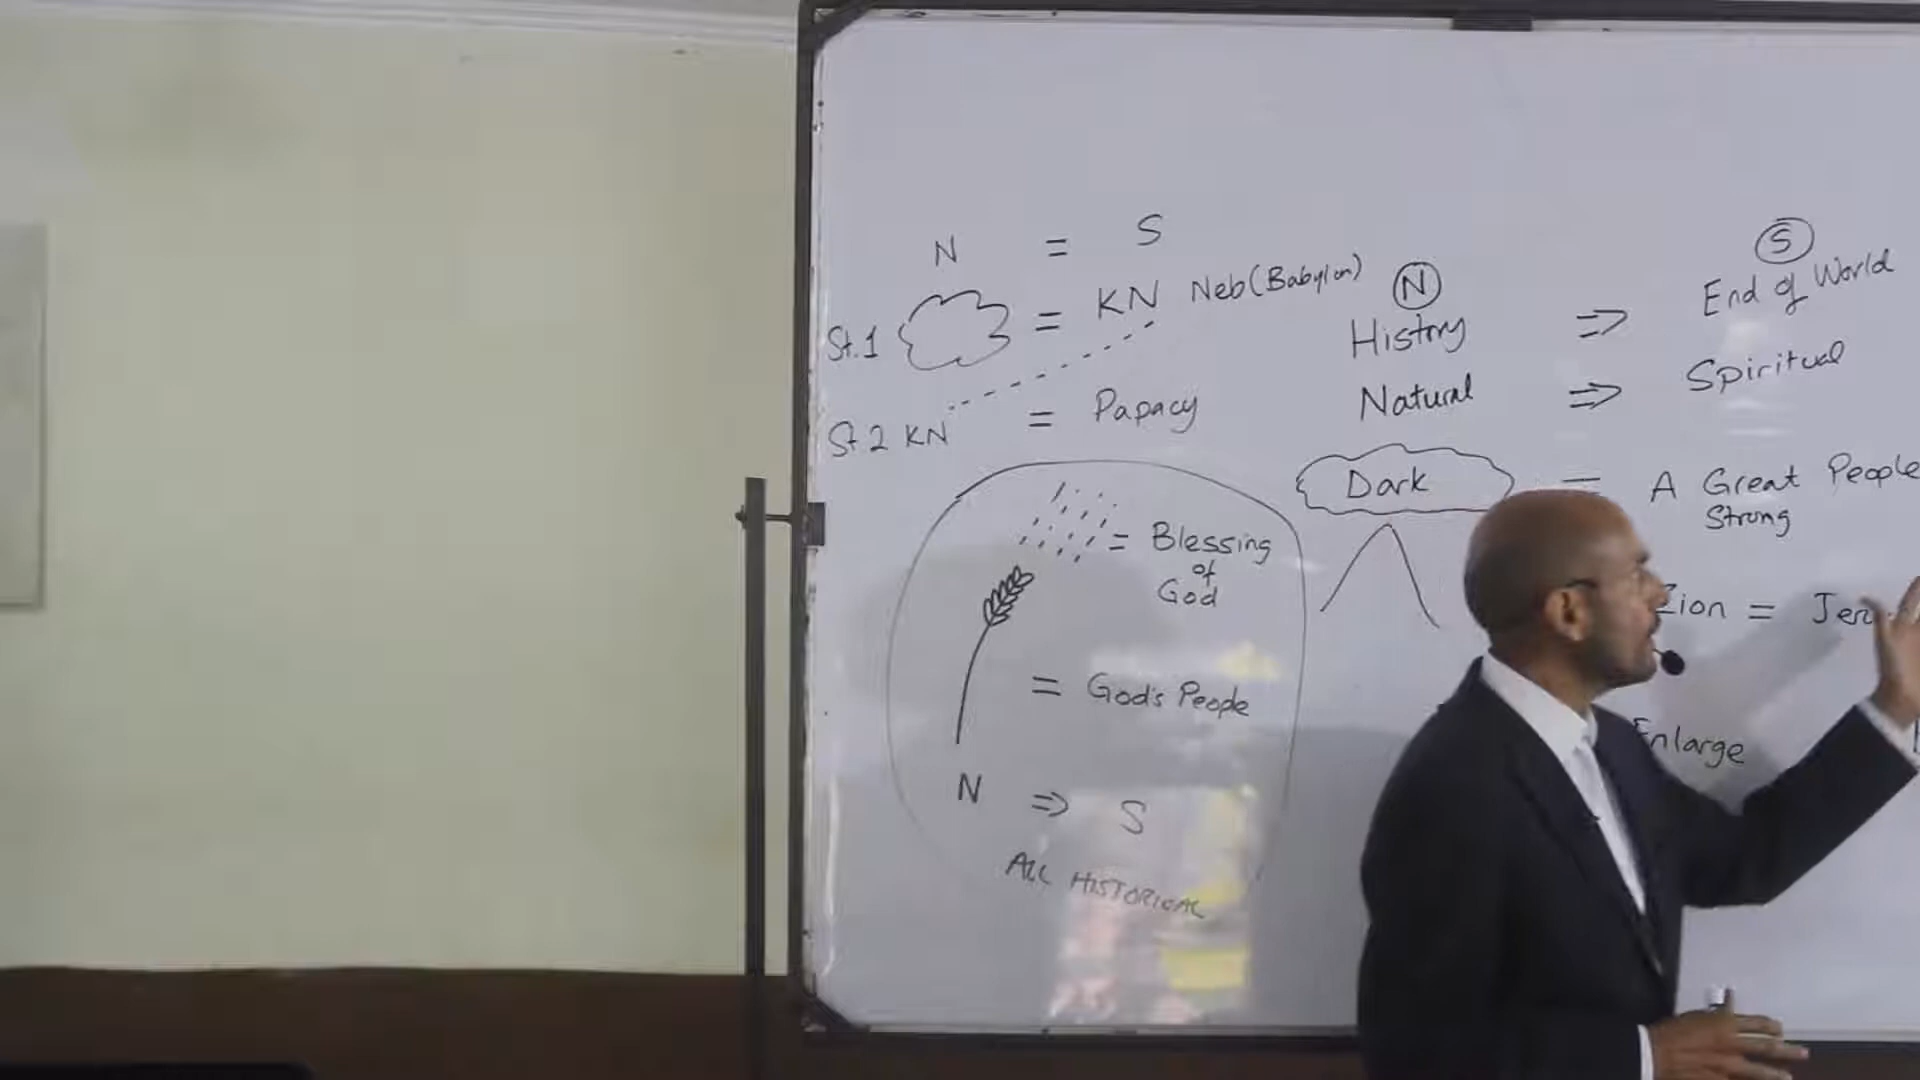 N = S
St.1 = KN Neb (Babylon)
St.2 KN = Papacy
= Blessing
of
God
= God's People
N ⇒ S
ALL HISTORICAL
N S
History ⇒ End of World
Natural ⇒ Spiritual
Dark = A Great People
Strong
Zion =
Enlarge